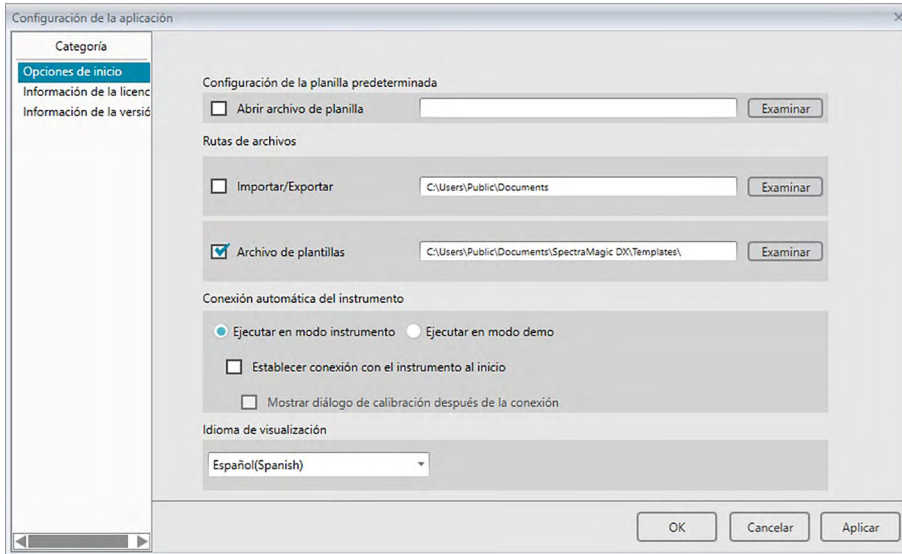 Configuración de la aplicación
Categoría
Opciones de inicio
Información de la licenc
Información de la versió
Configuración de la planilla predeterminada
Abrir archivo de planilla
Examinar
Rutas de archivos
Importar/Exportar
C:\Users\Public\Documents
Examinar
Archivo de plantillas
C:\Users\Public\Documents\SpectraMagic DX\Templates\
Examinar
Conexión automática del instrumento
Ejecutar en modo instrumento
Ejecutar en modo demo
Establecer conexión con el instrumento al inicio
Mostrar diálogo de calibración después de la conexión
Idioma de visualización
Español(Spanish)
OK
Cancelar
Aplicar